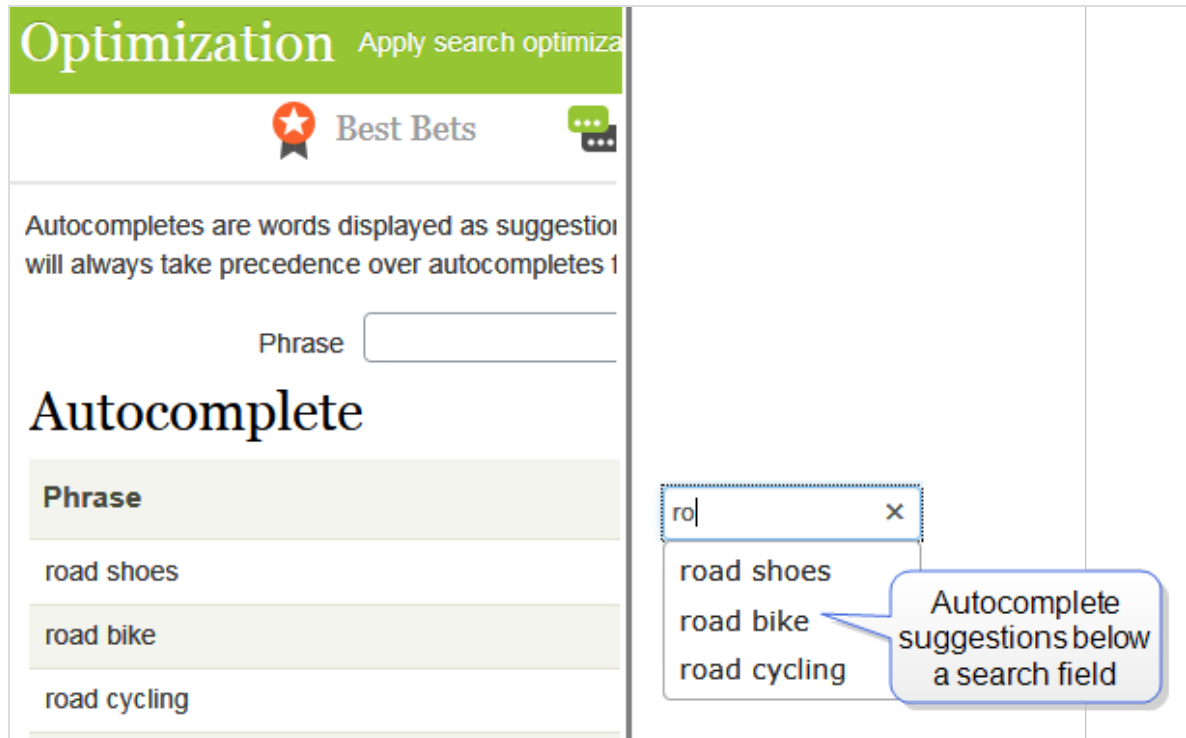 Optimization Apply search optimiza
Best Bets
Autocompletes are words displayed as suggestion
will always take precedence over autocompletes f
Phrase
Autocomplete
Phrase
road shoes
road bike
road cycling
ro
road shoes
road bike
road cycling
Autocomplete
suggestions below
a search field